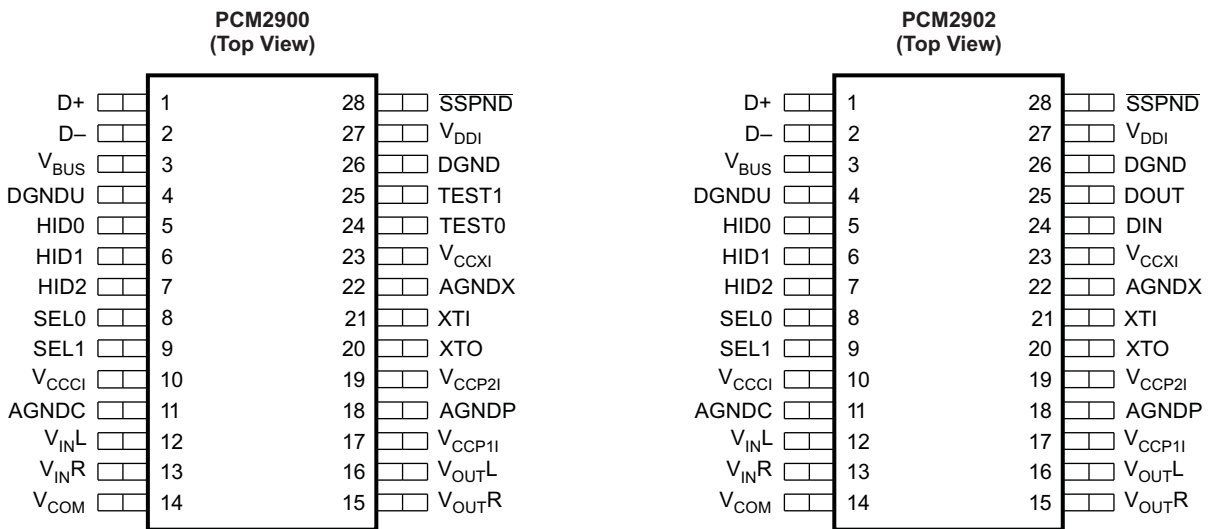 PCM2900
(Top View)
D+ 1 28 SSPND
D– 2 27 VDDI
VBUS 3 26 DGND
DGNDU 4 25 TEST1
HID0 5 24 TEST0
HID1 6 23 VCCXI
HID2 7 22 AGNDX
SEL0 8 21 XTI
SEL1 9 20 XTO
VCCCI 10 19 VCCP2I
AGNDC 11 18 AGNDP
VINL 12 17 VCCP1I
VINR 13 16 VOUTL
VCOM 14 15 VOUTR
PCM2902
(Top View)
D+ 1 28 SSPND
D– 2 27 VDDI
VBUS 3 26 DGND
DGNDU 4 25 DOUT
HID0 5 24 DIN
HID1 6 23 VCCXI
HID2 7 22 AGNDX
SEL0 8 21 XTI
SEL1 9 20 XTO
VCCCI 10 19 VCCP2I
AGNDC 11 18 AGNDP
VINL 12 17 VCCP1I
VINR 13 16 VOUTL
VCOM 14 15 VOUTR